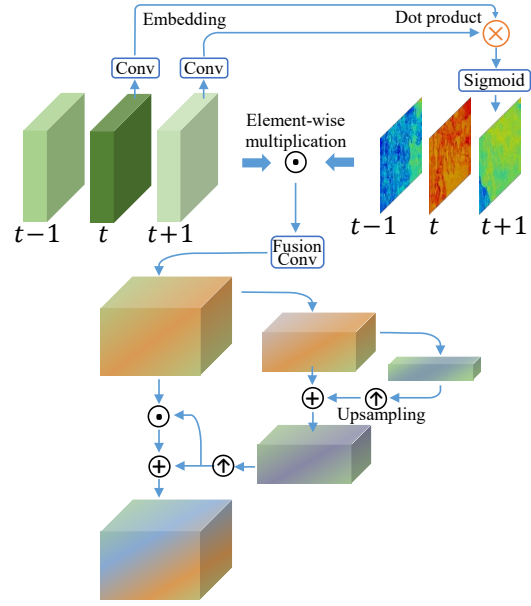 Embedding
Dot product
Conv
Conv
Sigmoid
Element-wise
multiplication
t−1
t
t+1
t−1
t
t+1
Fusion
Conv
Upsampling